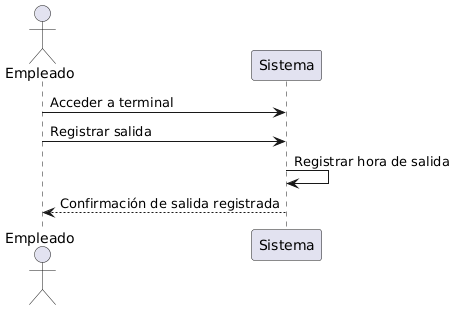 Empleado
Sistema
Acceder a terminal
Registrar salida
Registrar hora de salida
Confirmación de salida registrada
Empleado
Sistema